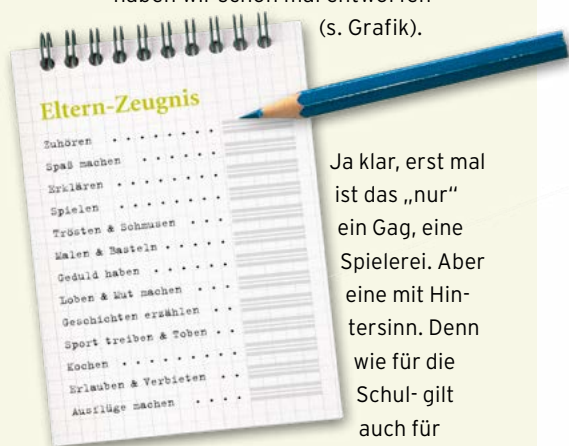 haben wir schon mal entworfen
(s. Grafik).
Eltern-Zeugnis
Zuhören . . . . . . .
Spaß machen . . . . .
Erklären . . . . . . .
Spielen . . . . . . .
Trösten & Schmusen . . .
Malen & Basteln . . . . .
Geduld haben . . . . . .
Loben & Mut machen . . .
Geschichten erzählen . .
Sport treiben & Toben . .
Kochen . . . . . . . .
Erlauben & Verbieten . .
Ausflüge machen . . . .
Ja klar, erst mal
ist das „nur“
ein Gag, eine
Spielerei. Aber
eine mit Hin-
tersinn. Denn
wie für die
Schul- gilt
auch für